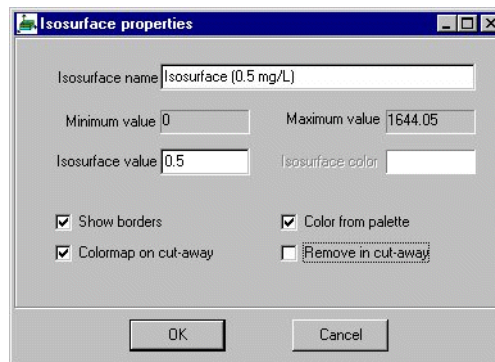 Isosurface properties
Isosurface name Isosurface (0.5 mg/L)
Minimum value 0 Maximum value 1644.05
Isosurface value 0.5 Isosurface color
Show borders Color from palette
Colormap on cut-away Remove in cut-away
OK Cancel